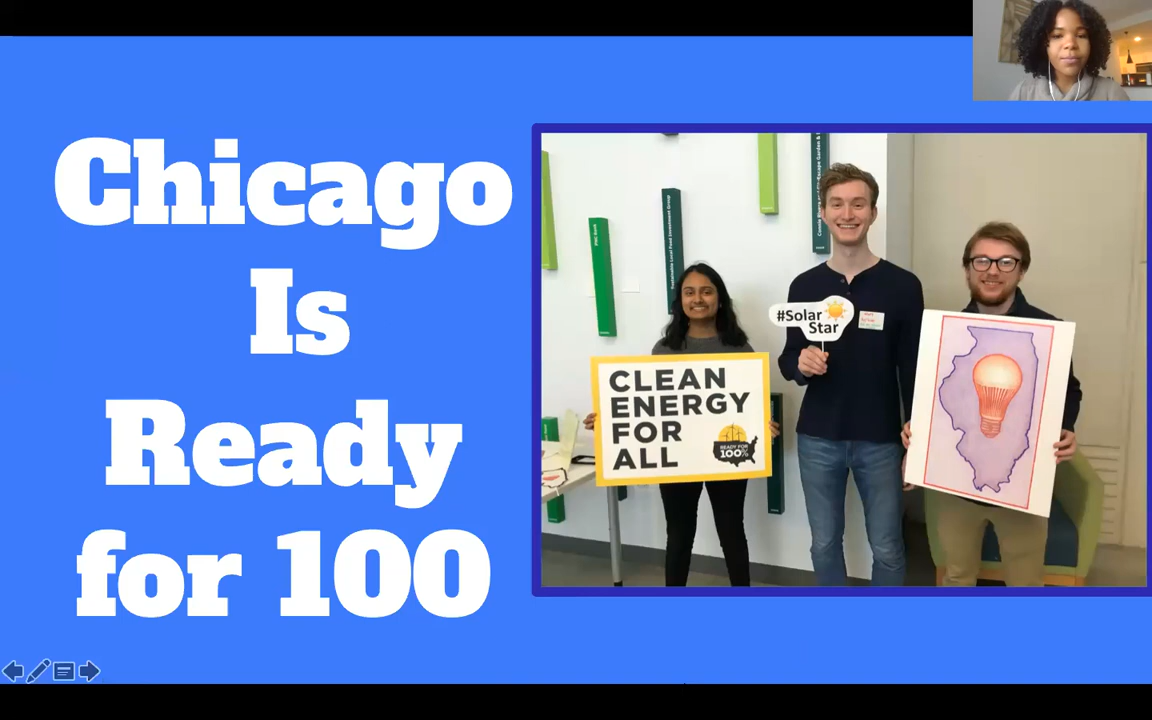 Chicago
Is
Ready
for 100
#Solar
Star
CLEAN
ENERGY
FOR
ALL
READY FOR
100%